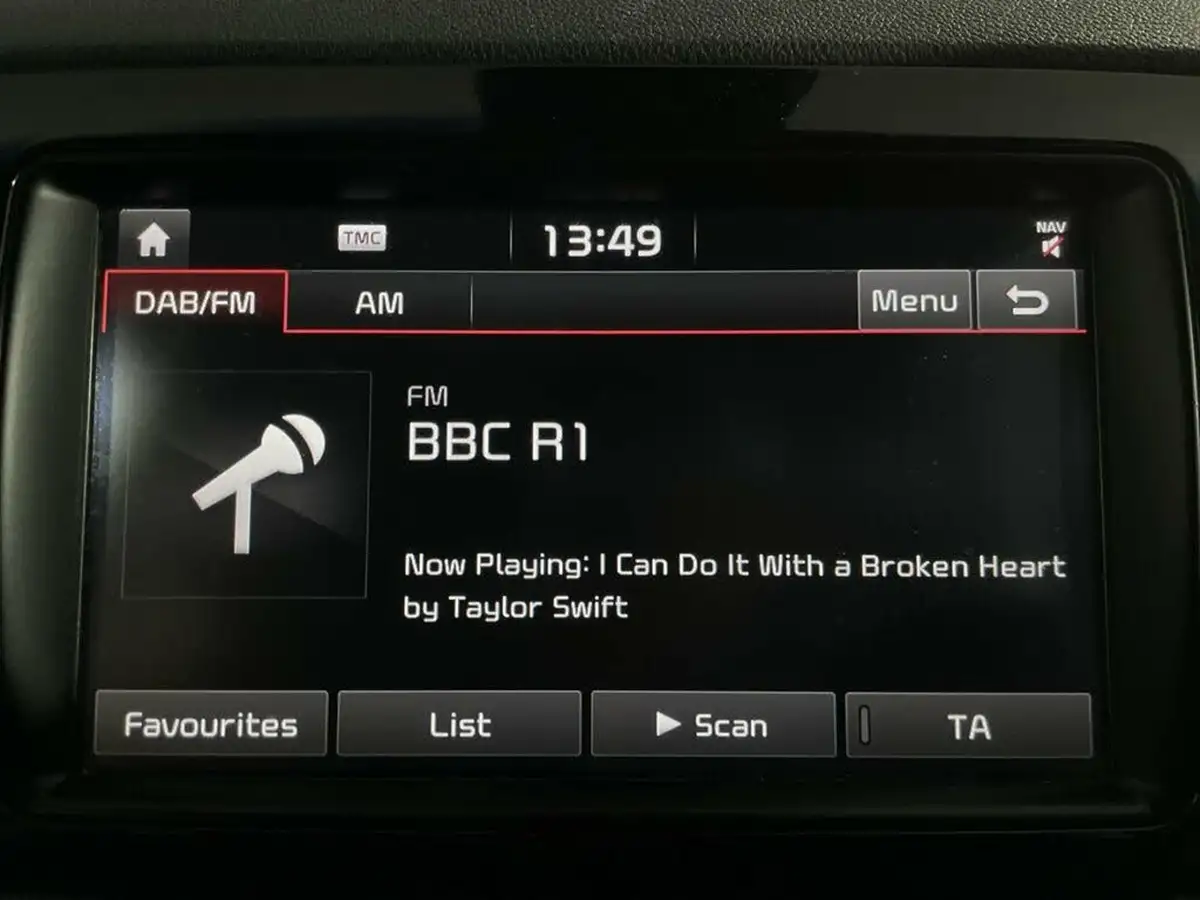 TMC
13:49
NAV
DAB/FM
AM
Menu
FM
BBC R1
Now Playing: I Can Do It With a Broken Heart
by Taylor Swift
Favourites
List
Scan
TA